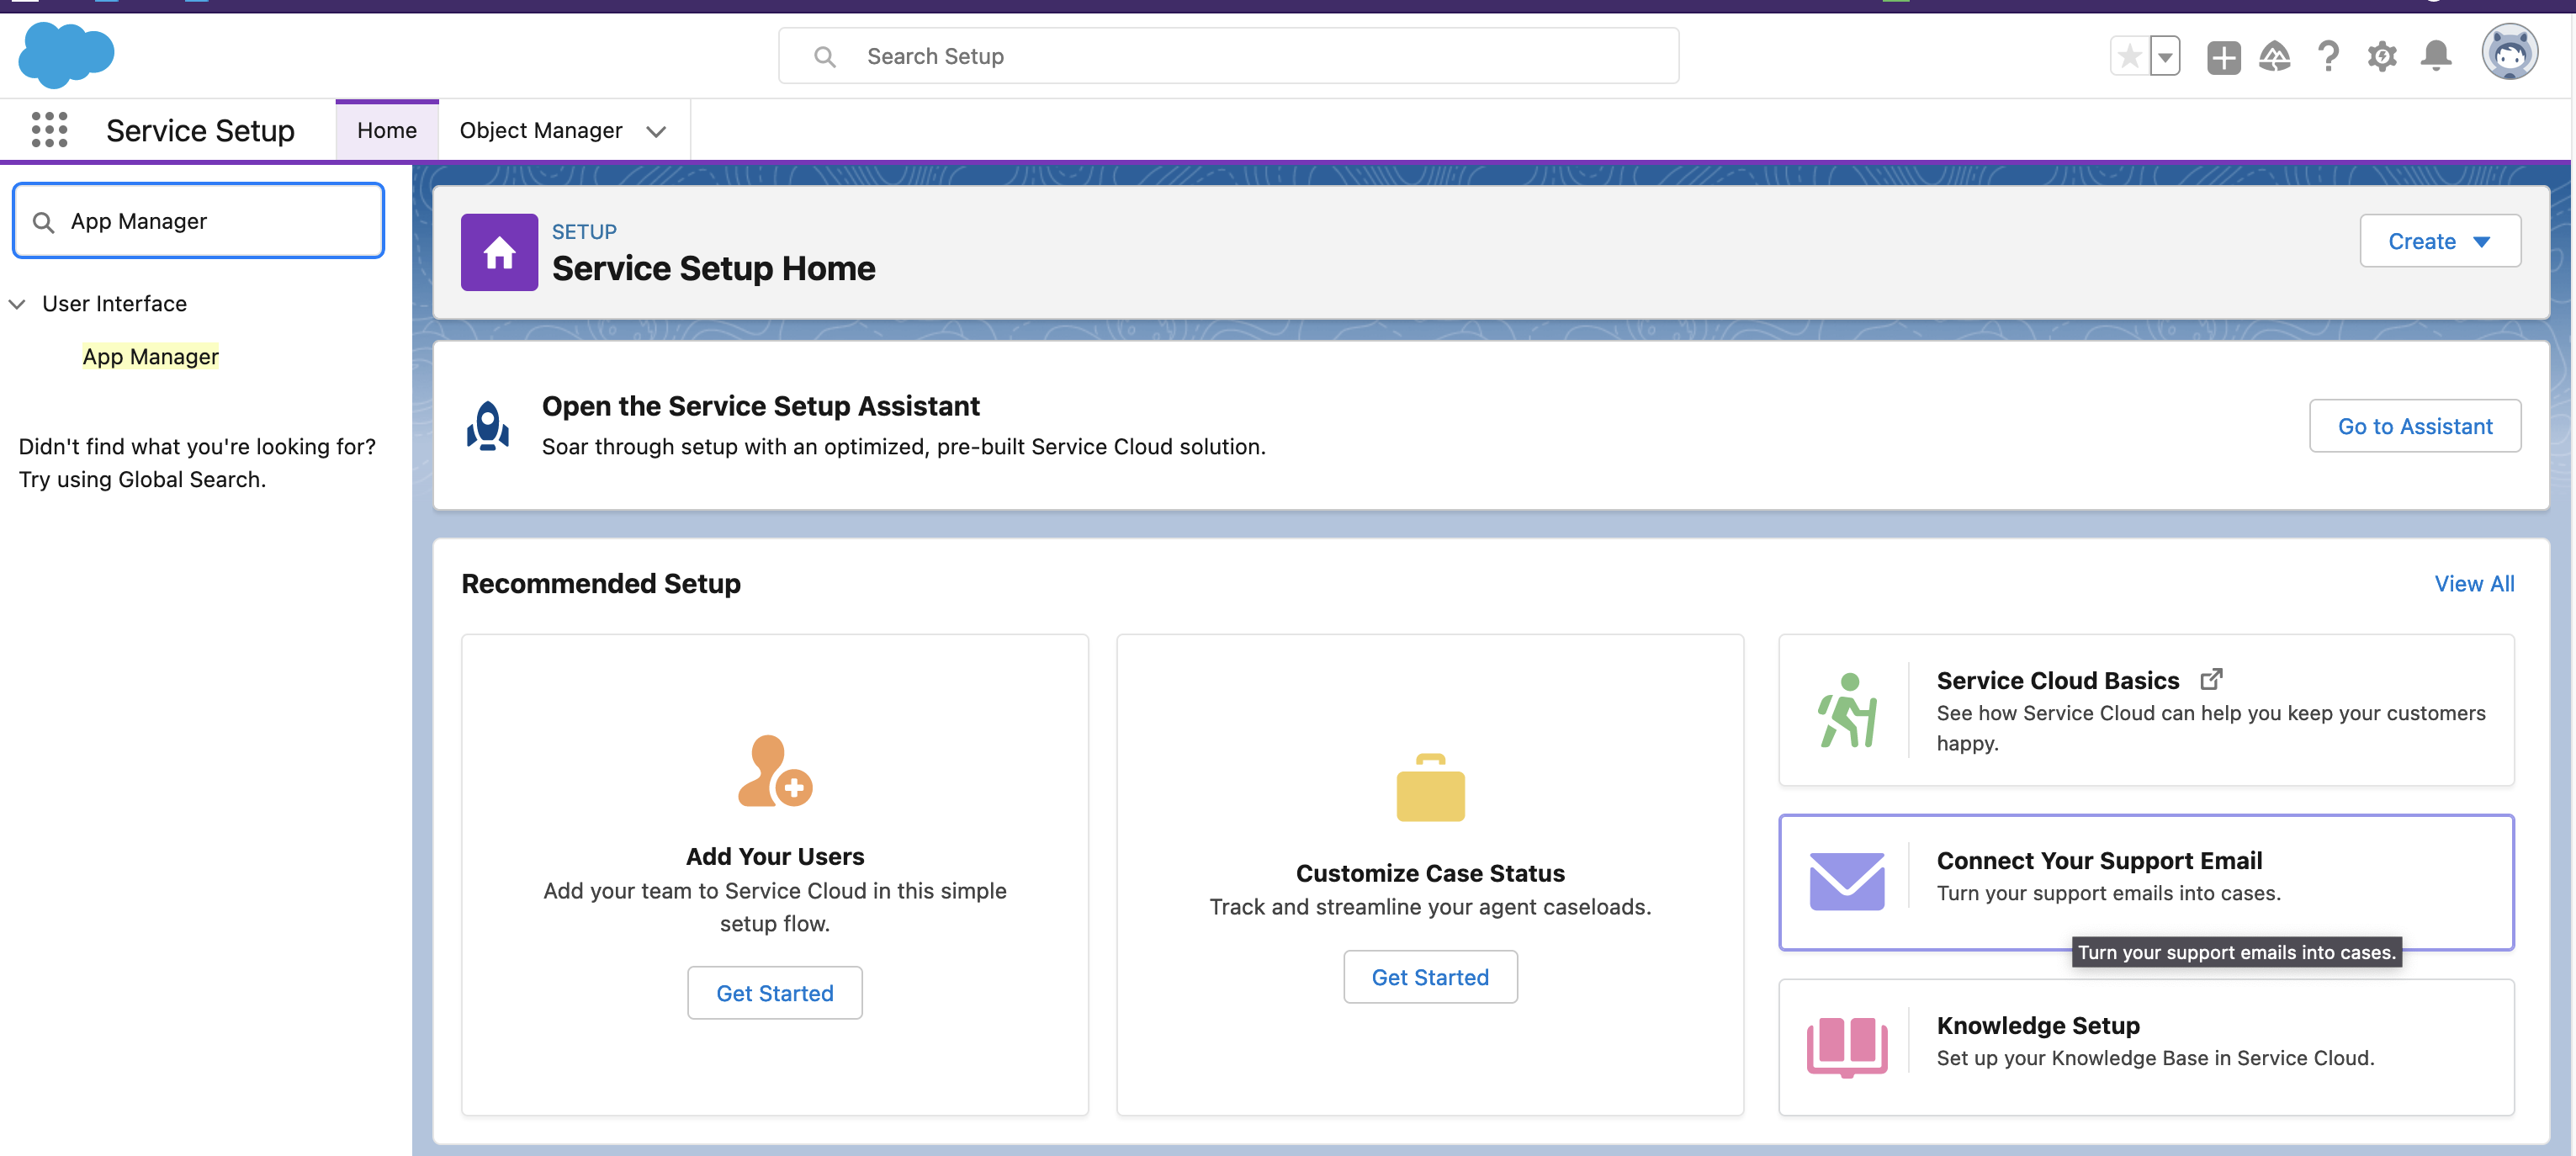 Search Setup
Service Setup
Home
Object Manager
App Manager
User Interface
App Manager
Didn't find what you're looking for?
Try using Global Search.
SETUP
Service Setup Home
Create
Open the Service Setup Assistant
Soar through setup with an optimized, pre-built Service Cloud solution.
Go to Assistant
Recommended Setup
View All
Add Your Users
Add your team to Service Cloud in this simple
setup flow.
Get Started
Customize Case Status
Track and streamline your agent caseloads.
Get Started
Service Cloud Basics
See how Service Cloud can help you keep your customers
happy.
Connect Your Support Email
Turn your support emails into cases.
Turn your support emails into cases.
Knowledge Setup
Set up your Knowledge Base in Service Cloud.